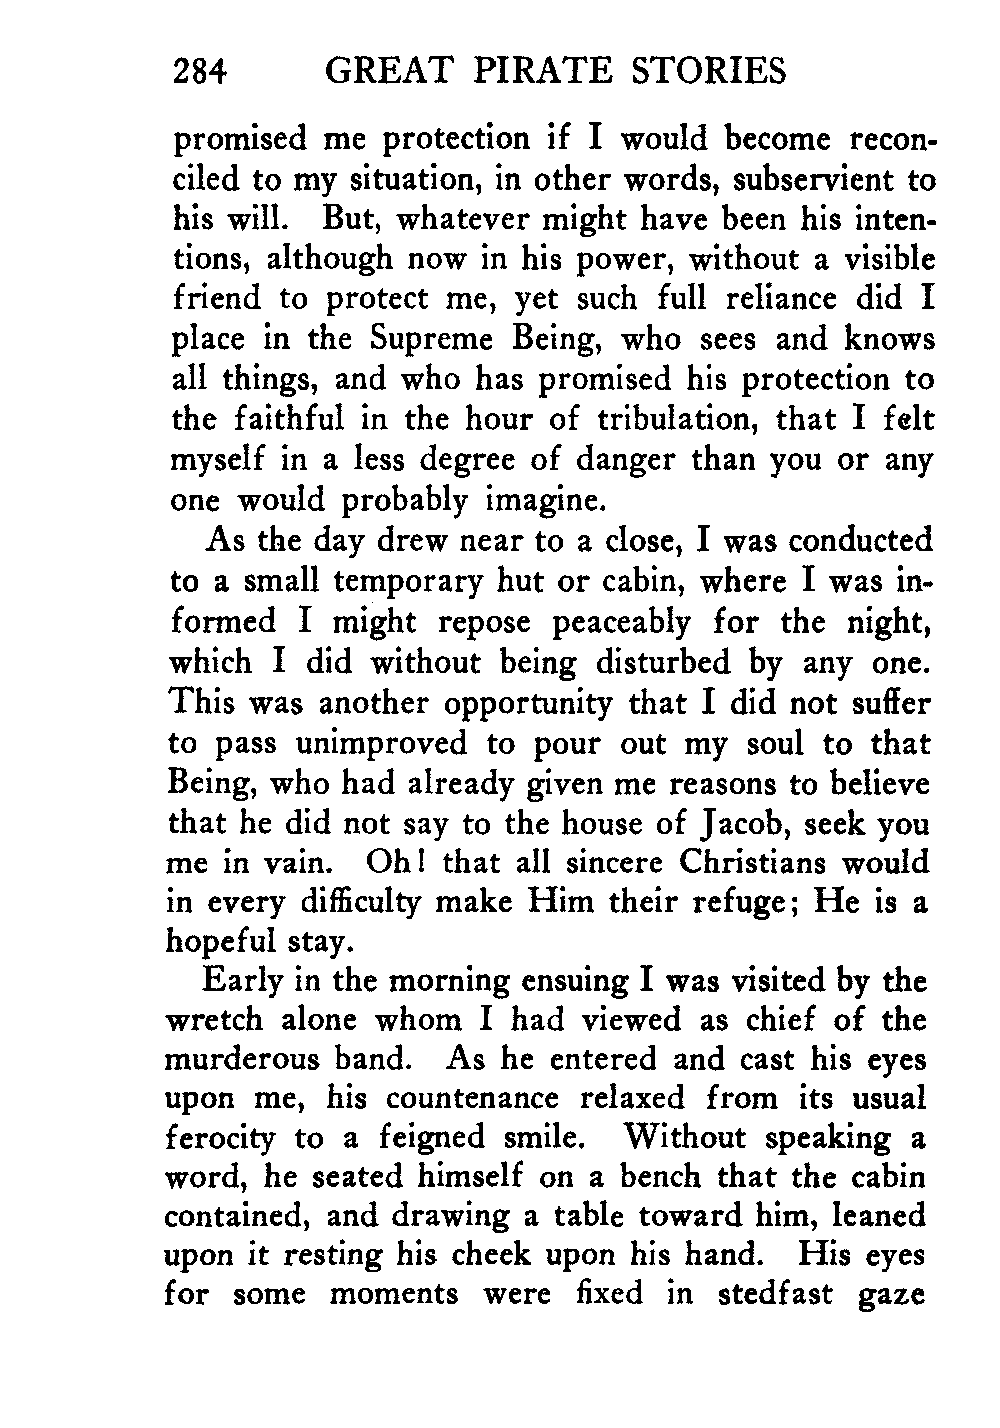 284 GREAT PIRATE STORIES
promised me protection if I would become recon-
ciled to my situation, in other words, subservient to
his will. But, whatever might have been his inten-
tions, although now in his power, without a visible
friend to protect me, yet such full reliance did I
place in the Supreme Being, who sees and knows
all things, and who has promised his protection to
the faithful in the hour of tribulation, that I felt
myself in a less degree of danger than you or any
one would probably imagine.
As the day drew near to a close, I was conducted
to a small temporary hut or cabin, where I was in-
formed I might repose peaceably for the night,
which I did without being disturbed by any one.
This was another opportunity that I did not suffer
to pass unimproved to pour out my soul to that
Being, who had already given me reasons to believe
that he did not say to the house of Jacob, seek you
me in vain. Oh! that all sincere Christians would
in every difficulty make Him their refuge; He is a
hopeful stay.
Early in the morning ensuing I was visited by the
wretch alone whom I had viewed as chief of the
murderous band. As he entered and cast his eyes
upon me, his countenance relaxed from its usual
ferocity to a feigned smile. Without speaking a
word, he seated himself on a bench that the cabin
contained, and drawing a table toward him, leaned
upon it resting his cheek upon his hand. His eyes
for some moments were fixed in stedfast gaze